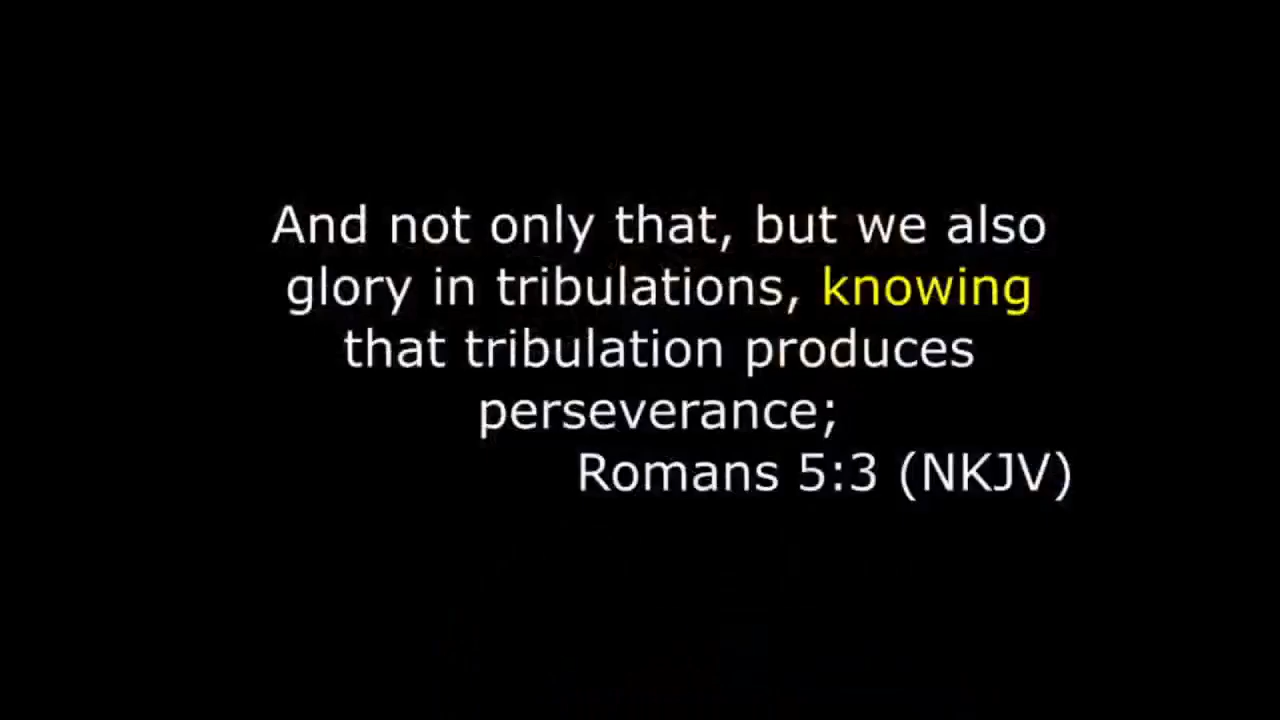 And not only that, but we also
glory in tribulations, knowing
that tribulation produces
perseverance;
Romans 5:3 (NKJV)